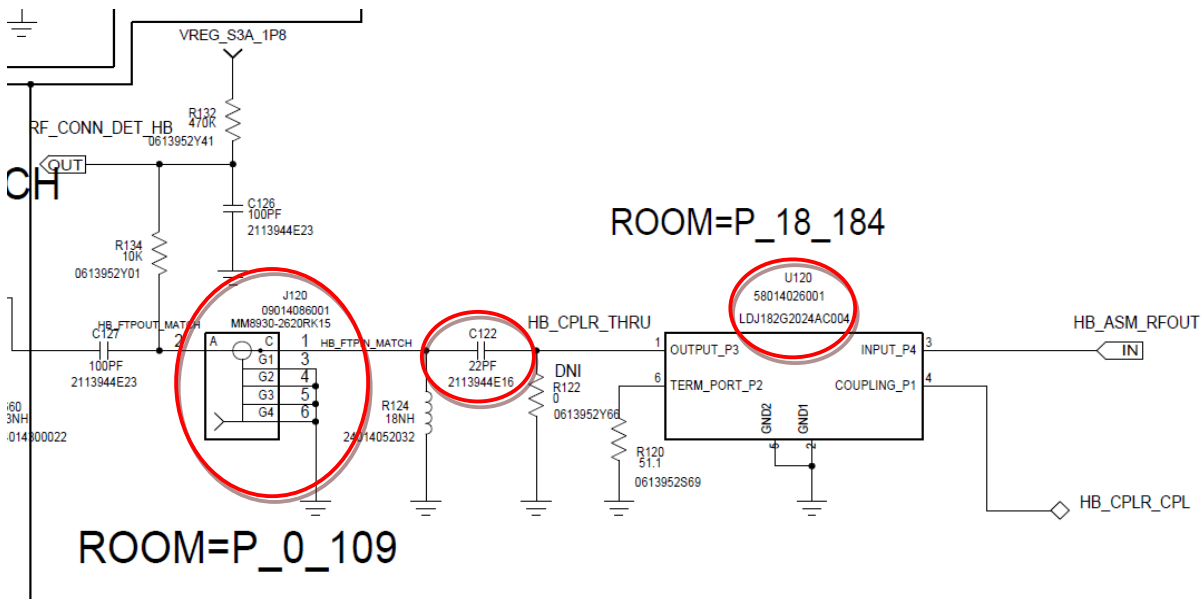 VREG_S3A_1P8
R132
470K
0613952Y41
RF_CONN_DET_HB
OUT
CH
C126
100PF
2113944E23
R134
10K
0613952Y01
ROOM=P_18_184
U120
58014026001
LDJ182G2024AC004
J120
09014086001
MM8930-2620RK15
HB_FTPOUT_MATCH
C127
100PF
2113944E23
2
A
C
G1
G2
G3
G4
1
3
4
5
6
HB_FTPIN_MATCH
C122
22PF
2113944E16
HB_CPLR_THRU
HB_ASM_RFOUT
IN
1
OUTPUT_P3
INPUT_P4
3
6
TERM_PORT_P2
COUPLING_P1
4
GND2
GND1
5
2
DNI
R122
0
0613952Y66
R124
18NH
24014052032
R120
51.1
0613952S69
HB_CPLR_CPL
ROOM=P_0_109